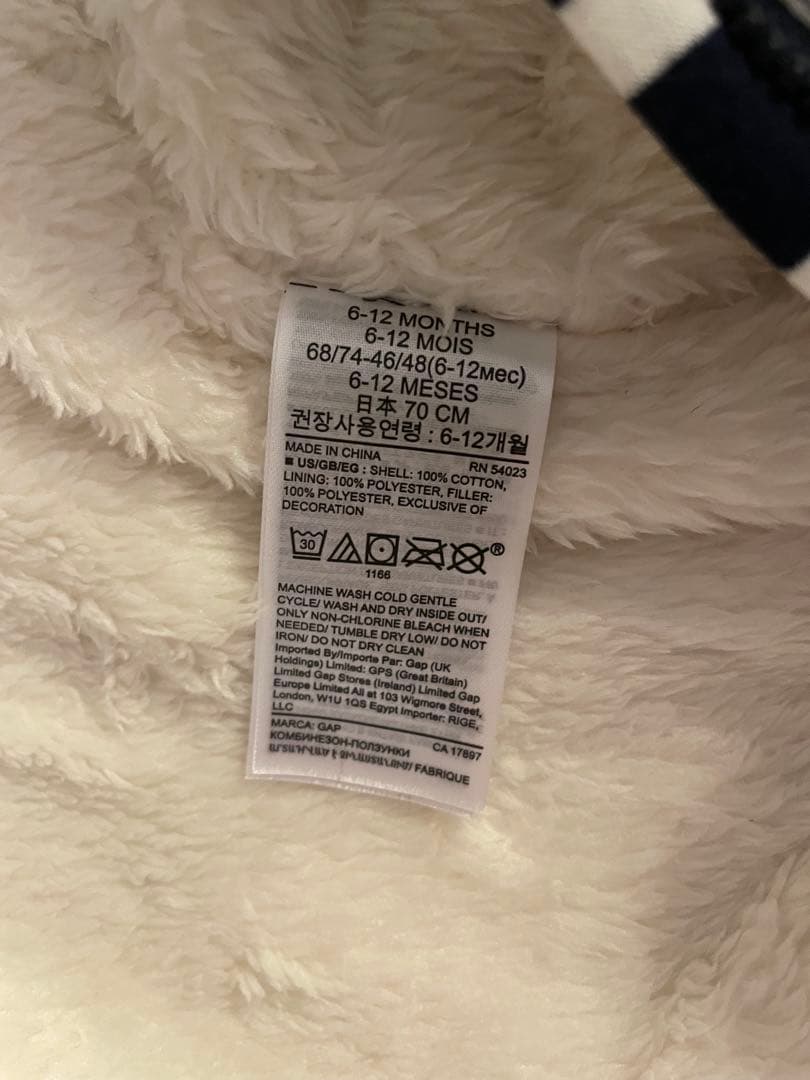 6-12 MONTHS
6-12 MOIS
68/74-46/48(6-12мес)
6-12 MESES
日本 70 CM
권장사용연령 : 6-12개월
MADE IN CHINA RN 54023
■ US/GB/EG : SHELL: 100% COTTON,
LINING: 100% POLYESTER, FILLER:
100% POLYESTER, EXCLUSIVE OF
DECORATION
30 ®
1166
MACHINE WASH COLD GENTLE
CYCLE/ WASH AND DRY INSIDE OUT/
ONLY NON-CHLORINE BLEACH WHEN
NEEDED/ TUMBLE DRY LOW/ DO NOT
IRON/ DO NOT DRY CLEAN
Imported By/Importe Par: Gap (UK
Holdings) Limited: GPS (Great Britain)
Limited Gap Stores (Ireland) Limited Gap
Europe Limited All at 103 Wigmore Street,
London, W1U 1QS Egypt Importer: RIGE,
LLC
MARCA: GAP CA 17897
КОМБИНЕЗОН-ПОЛЗУНКИ
ԱՐՏԱԴՐՎԱԾ Է ՉԻՆԱՍՏԱՆՈՒՄ/ FABRIQUE